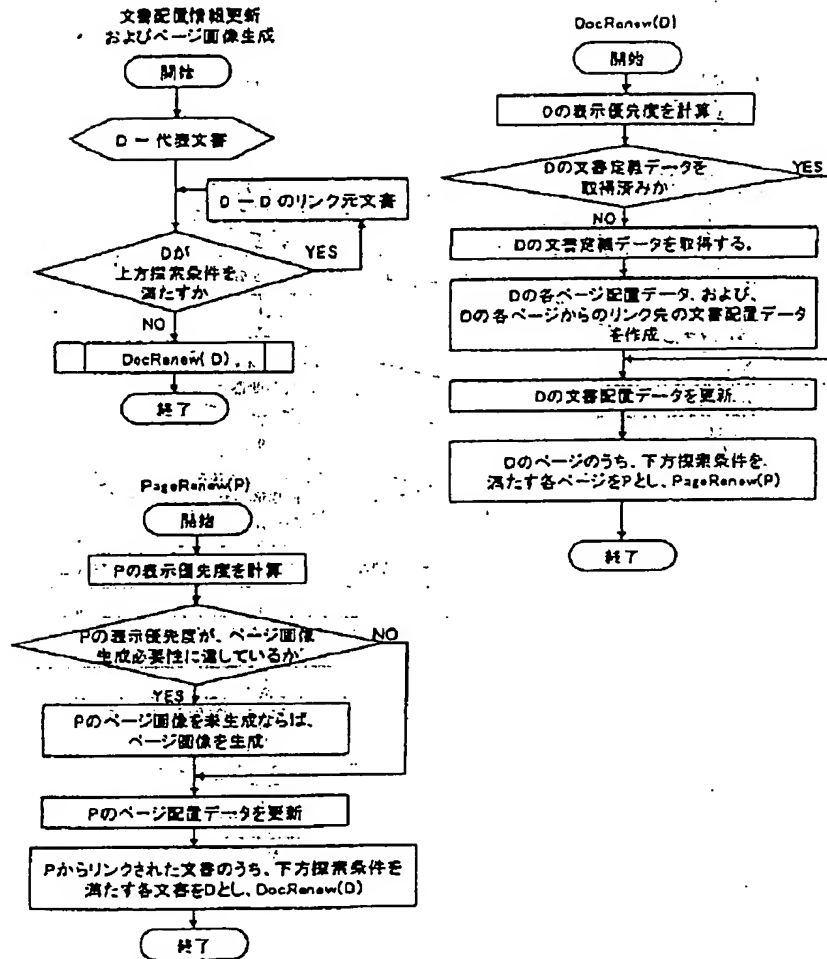 文書配置情報更新
およびページ画像生成
開始
D ー 代表文書
D ー D のリンク元文書
Dが
上方探索条件を
満たすか
YES
NO
DocRenew( D)
終了
DocRenew(D)
開始
Dの表示優先度を計算
Dの文書定義データを
取得済みか
YES
NO
Dの文書定義データを取得する。
Dの各ページ配置データ、および、
Dの各ページからのリンク先の文書配置データ
を作成
Dの文書配置データを更新
Dのページのうち、下方探索条件を
満たす各ページをPとし、PageRenew(P)
終了
PageRenew(P)
開始
Pの表示優先度を計算
Pの表示優先度が、ページ画像
生成必要性に達しているか
NO
YES
Pのページ画像を未生成ならば、
ページ画像を生成
Pのページ配置データを更新
Pからリンクされた文書のうち、下方探索条件を
満たす各文書をDとし、DocRenew(D)
終了